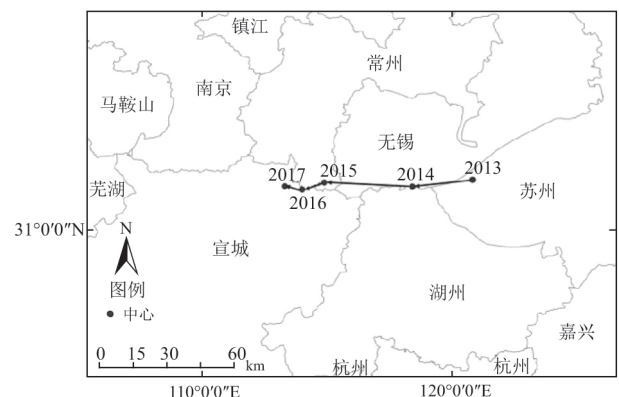 镇江
常州
南京
马鞍山
无锡
2017
2015
2014
2013
芜湖
2016
苏州
31°0′0″N
N
宣城
图例
湖州
中心
嘉兴
0 15 30 60
km
杭州
杭州
110°0′0″E
120°0′0″E